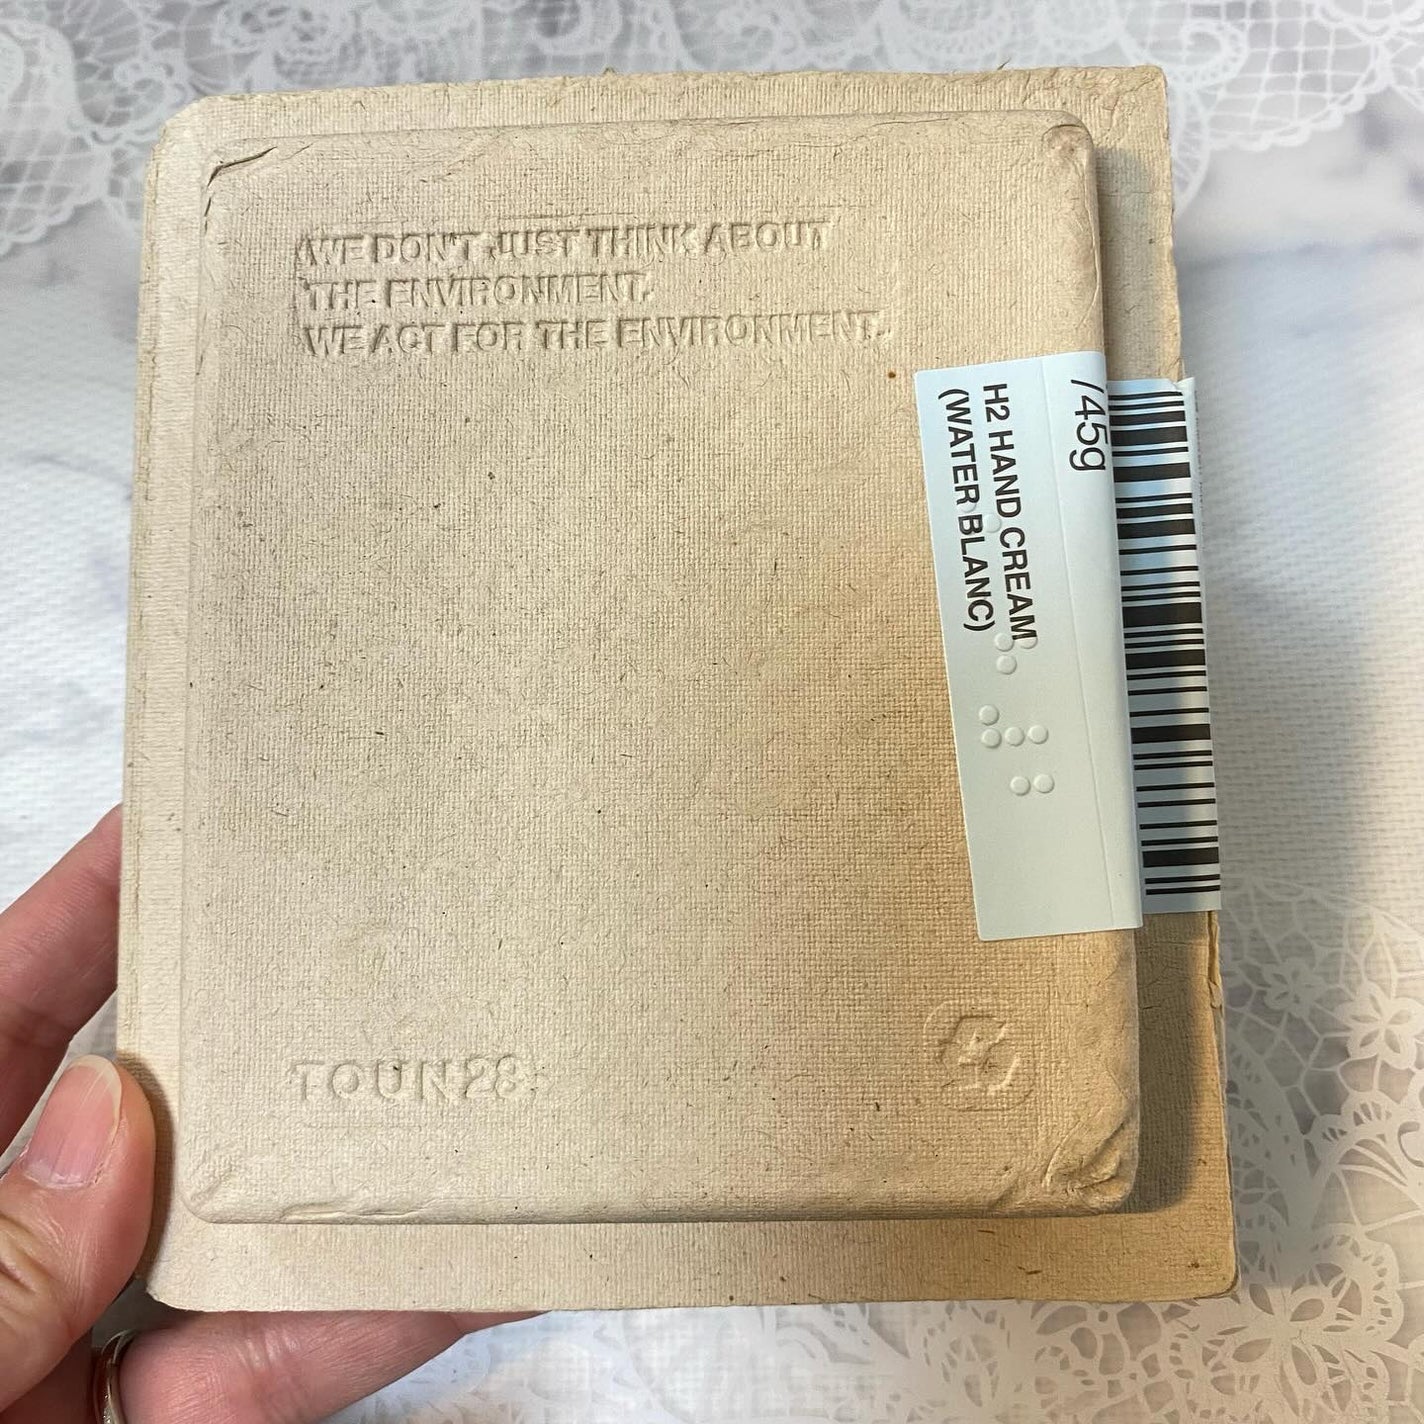 WE DON'T JUST THINK ABOUT
THE ENVIRONMENT.
WE ACT FOR THE ENVIRONMENT.
/45g
H2 HAND CREAM
(WATER BLANC)
TOUN28